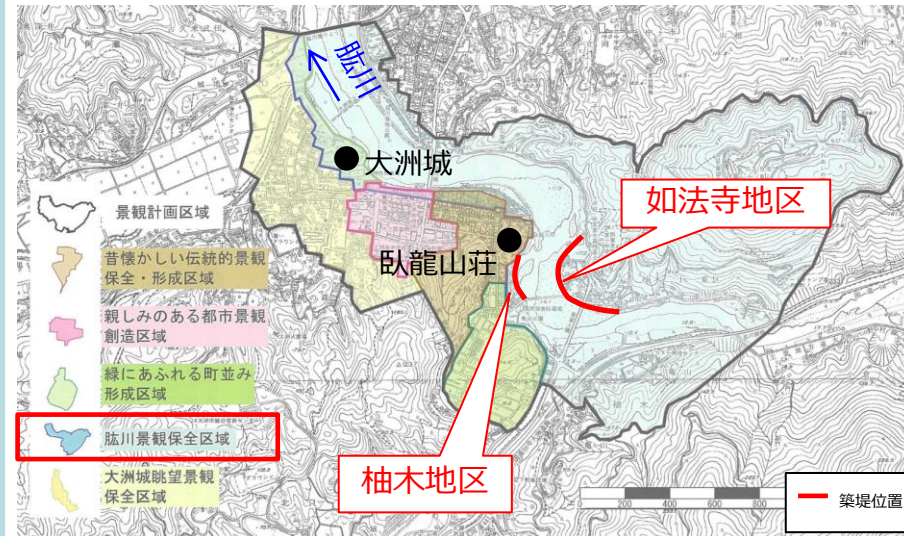 肱川
大洲城
如法寺地区
臥龍山荘
景観計画区域
昔懐かしい伝統的景観
保全・形成区域
親しみのある都市景観
創造区域
緑にあふれる町並み
形成区域
肱川景観保全区域
大洲城眺望景観
保全区域
柚木地区
0 200 400 600 800
築堤位置